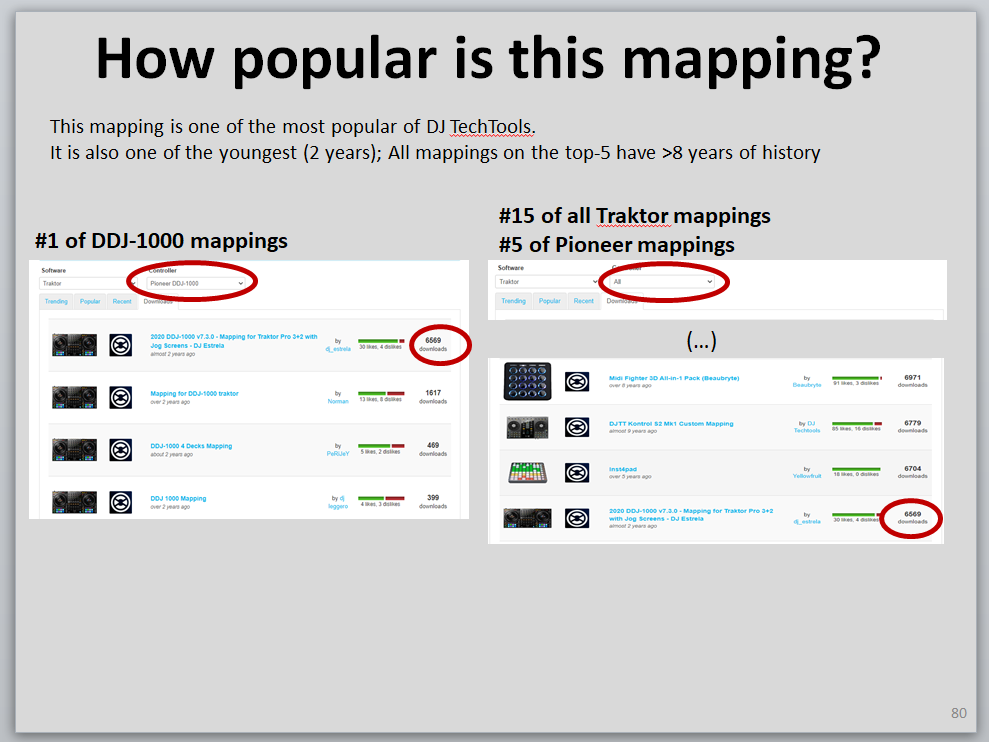 How popular is this mapping?
This mapping is one of the most popular of DJ TechTools.
It is also one of the youngest (2 years); All mappings on the top-5 have >8 years of history
#1 of DDJ-1000 mappings
Software
Controller
Traktor
Pioneer DDJ-1000
Trending Popular Recent Downloads
2020 DDJ-1000 v7.3.0 - Mapping for Traktor Pro 3+2 with
Jog Screens - DJ Estrela
almost 2 years ago
by
dj_estrela
30 likes, 4 dislikes
6569
downloads
Mapping for DDJ-1000 traktor
over 2 years ago
by
Norman
13 likes, 8 dislikes
1617
downloads
DDJ-1000 4 Decks Mapping
about 2 years ago
by
PeRiJeY
5 likes, 2 dislikes
469
downloads
DDJ 1000 Mapping
over 2 years ago
by dj
leggero
4 likes, 3 dislikes
399
downloads
#15 of all Traktor mappings
#5 of Pioneer mappings
Software
Traktor
All
Trending Popular Recent Downloads
(...)
Midi Fighter 3D All-in-1 Pack (Beaubryte)
over 8 years ago
by
Beaubryte
91 likes, 3 dislikes
6971
downloads
DJTT Kontrol S2 Mk1 Custom Mapping
almost 9 years ago
by DJ
Techtools
85 likes, 16 dislikes
6779
downloads
Inst4pad
over 5 years ago
by
Yellowfruit
16 likes, 0 dislikes
6704
downloads
2020 DDJ-1000 v7.3.0 - Mapping for Traktor Pro 3+2
with Jog Screens - DJ Estrela
almost 2 years ago
by
dj_estrela
30 likes, 4 dislikes
6569
downloads
80